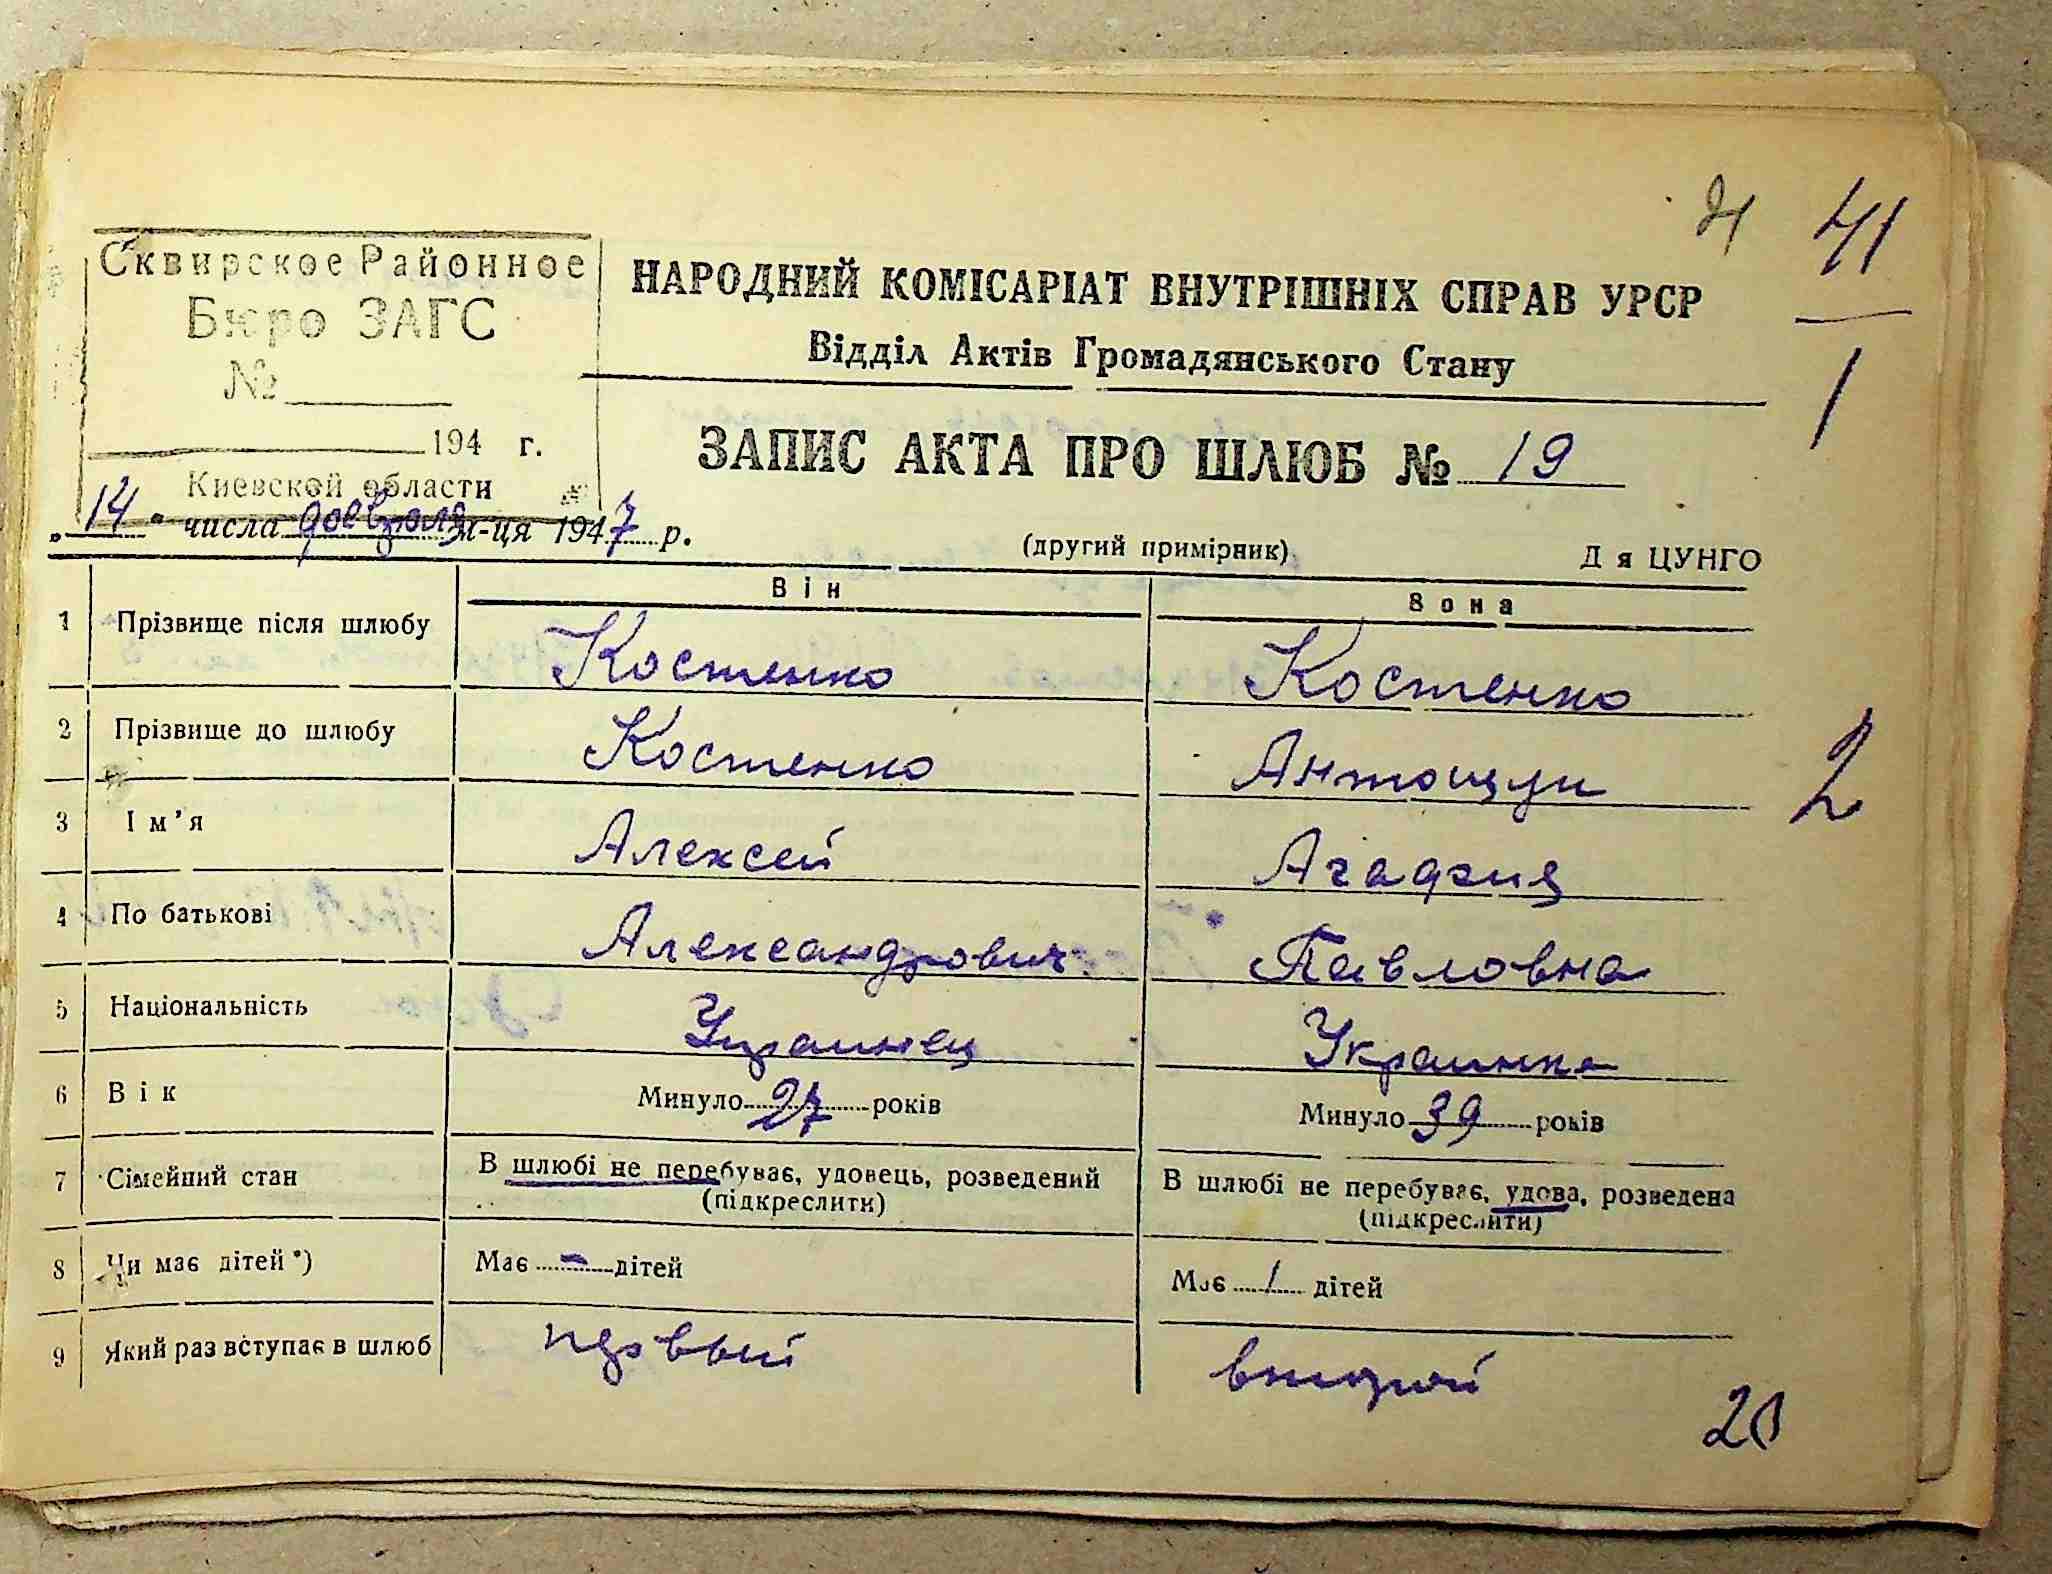 И 41
1
Сквирское Районное
Бюро ЗАГС
№
194 г.
Киевской области
НАРОДНИЙ КОМІСАРІАТ ВНУТРІШНІХ СПРАВ УРСР
Відділ Актів Громадянського Стану
ЗАПИС АКТА ПРО ШЛЮБ № 19
„14" числа февраля м-ця 1947 р.
(другий примірник) Д я ЦУНГО
Він Вона
1 Прізвище після шлюбу Костенко Костенко
2 Прізвище до шлюбу Костенко
2
3 Ім'я Алексей Агафия
4 По батькові Александрович Павловна
5 Національність Украинец Украинка
6 Вік Минуло 27 років Минуло 39 років
7 Сімейний стан В шлюбі не перебуває, удовець, розведений (підкреслити) В шлюбі не перебуває, удова, розведена (підкреслити)
8 Чи має дітей *) Має - дітей Має 1 дітей
9 Який раз вступає в шлюб первый второй
20